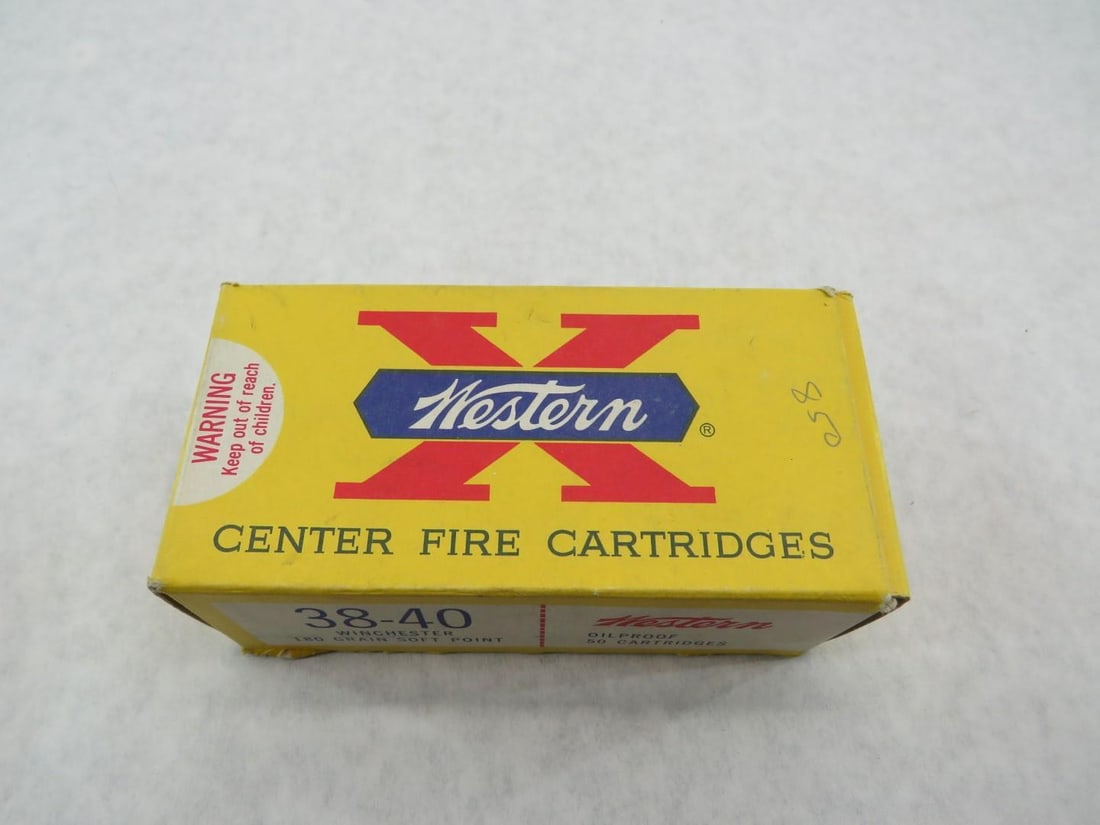 WARNING
Keep out of reach
of children.
X
Western ®
CENTER FIRE CARTRIDGES
38-40
WINCHESTER
180 GRAIN SOFT POINT
Western
OILPROOF
50 CARTRIDGES